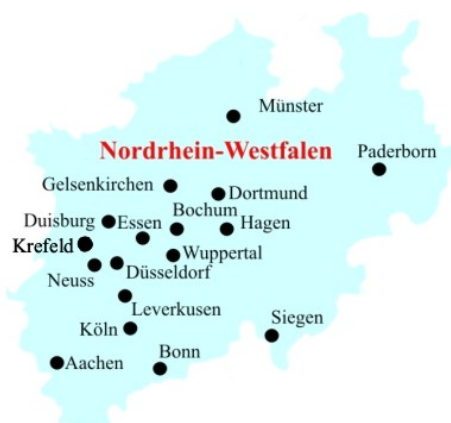 Münster
Nordrhein-Westfalen
Paderborn
Gelsenkirchen
Dortmund
Bochum
Duisburg
Essen
Hagen
Krefeld
Wuppertal
Neuss
Düsseldorf
Leverkusen
Siegen
Köln
Bonn
Aachen